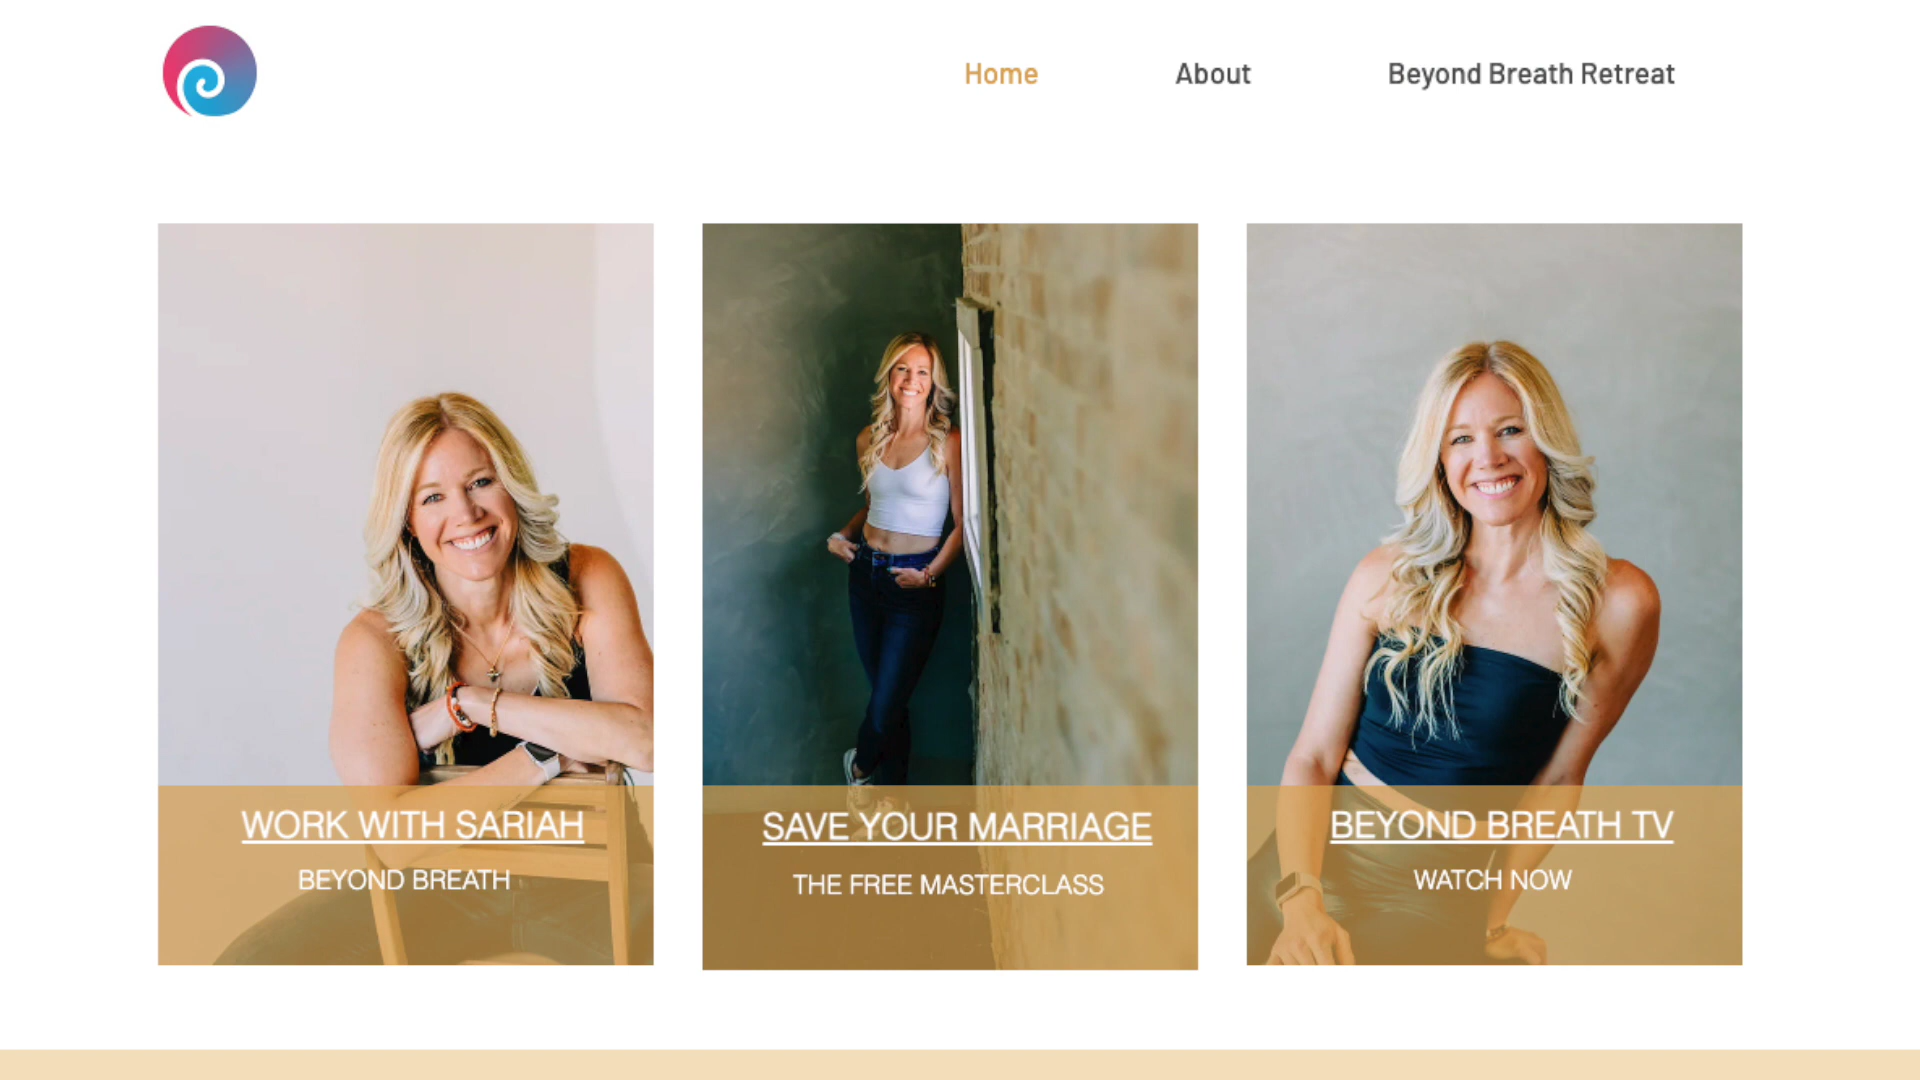 Home
About
Beyond Breath Retreat
WORK WITH SARIAH
BEYOND BREATH
SAVE YOUR MARRIAGE
THE FREE MASTERCLASS
BEYOND BREATH TV
WATCH NOW